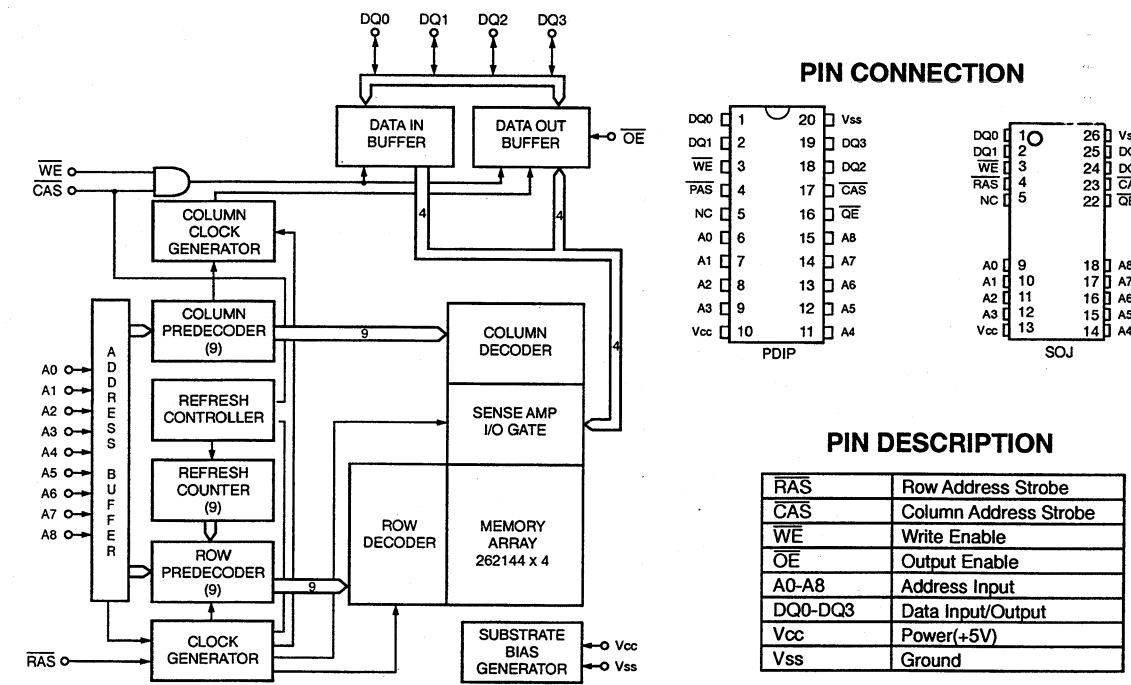 DQ0 DQ1 DQ2 DQ3
DATA IN
BUFFER
DATA OUT
BUFFER
OE
WE
CAS
COLUMN
CLOCK
GENERATOR
4
4
COLUMN
PREDECODER
(9)
9
COLUMN
DECODER
4
ADDRESS BUFFER
A0
A1
A2
A3
A4
A5
A6
A7
A8
REFRESH
CONTROLLER
SENSE AMP
I/O GATE
REFRESH
COUNTER
(9)
ROW
DECODER
MEMORY
ARRAY
262144 x 4
ROW
PREDECODER
(9)
9
RAS
CLOCK
GENERATOR
SUBSTRATE
BIAS
GENERATOR
Vcc
Vss
PIN CONNECTION
DQ0 1 20 Vss
DQ1 2 19 DQ3
WE 3 18 DQ2
PAS 4 17 CAS
NC 5 16 QE
A0 6 15 A8
A1 7 14 A7
A2 8 13 A6
A3 9 12 A5
Vcc 10 11 A4
PDIP
DQ0 1 26
DQ1 2 25
WE 3 24
RAS 4 23
NC 5 22
A0 9 18 A8
A1 10 17 A7
A2 11 16 A6
A3 12 15 A5
Vcc 13 14 A4
SOJ
PIN DESCRIPTION
RAS Row Address Strobe
CAS Column Address Strobe
WE Write Enable
OE Output Enable
A0-A8 Address Input
DQ0-DQ3 Data Input/Output
Vcc Power(+5V)
Vss Ground